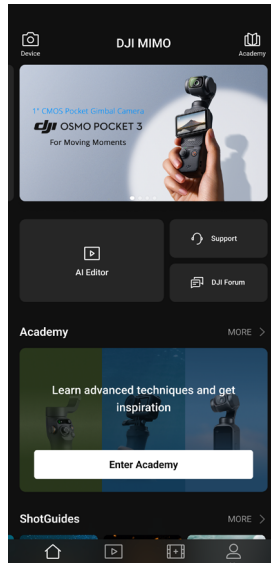 DJI MIMO
Device
Academy
1" CMOS Pocket Gimbal Camera
dji OSMO POCKET 3
For Moving Moments
AI Editor
Support
DJI Forum
Academy
MORE >
Learn advanced techniques and get
inspiration
Enter Academy
ShotGuides
MORE >